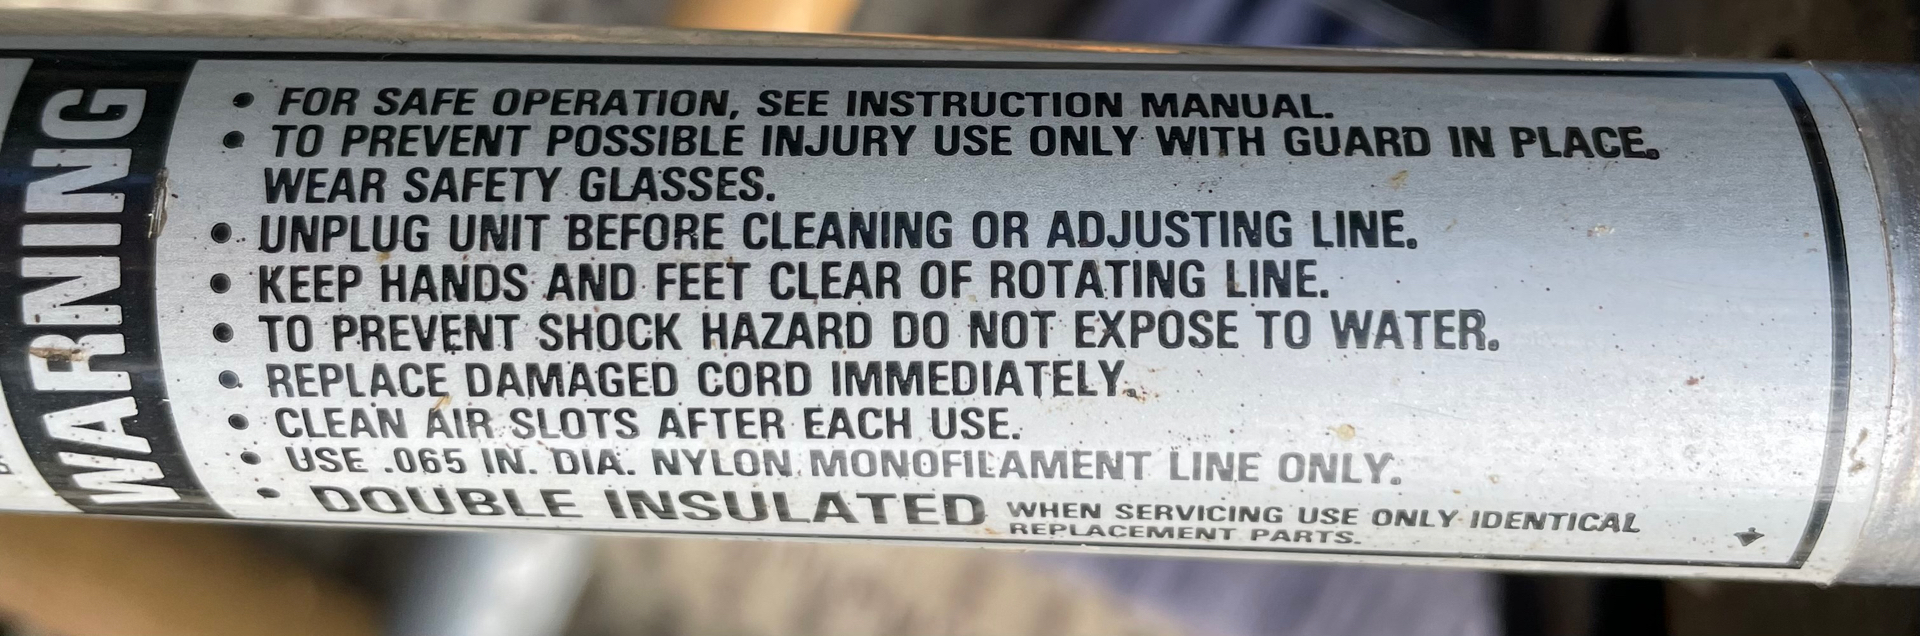 WARNING
• FOR SAFE OPERATION, SEE INSTRUCTION MANUAL.
• TO PREVENT POSSIBLE INJURY USE ONLY WITH GUARD IN PLACE.
WEAR SAFETY GLASSES.
• UNPLUG UNIT BEFORE CLEANING OR ADJUSTING LINE.
• KEEP HANDS AND FEET CLEAR OF ROTATING LINE.
• TO PREVENT SHOCK HAZARD DO NOT EXPOSE TO WATER.
• REPLACE DAMAGED CORD IMMEDIATELY.
• CLEAN AIR SLOTS AFTER EACH USE.
• USE .065 IN. DIA. NYLON MONOFILAMENT LINE ONLY.
• DOUBLE INSULATED WHEN SERVICING USE ONLY IDENTICAL
REPLACEMENT PARTS.